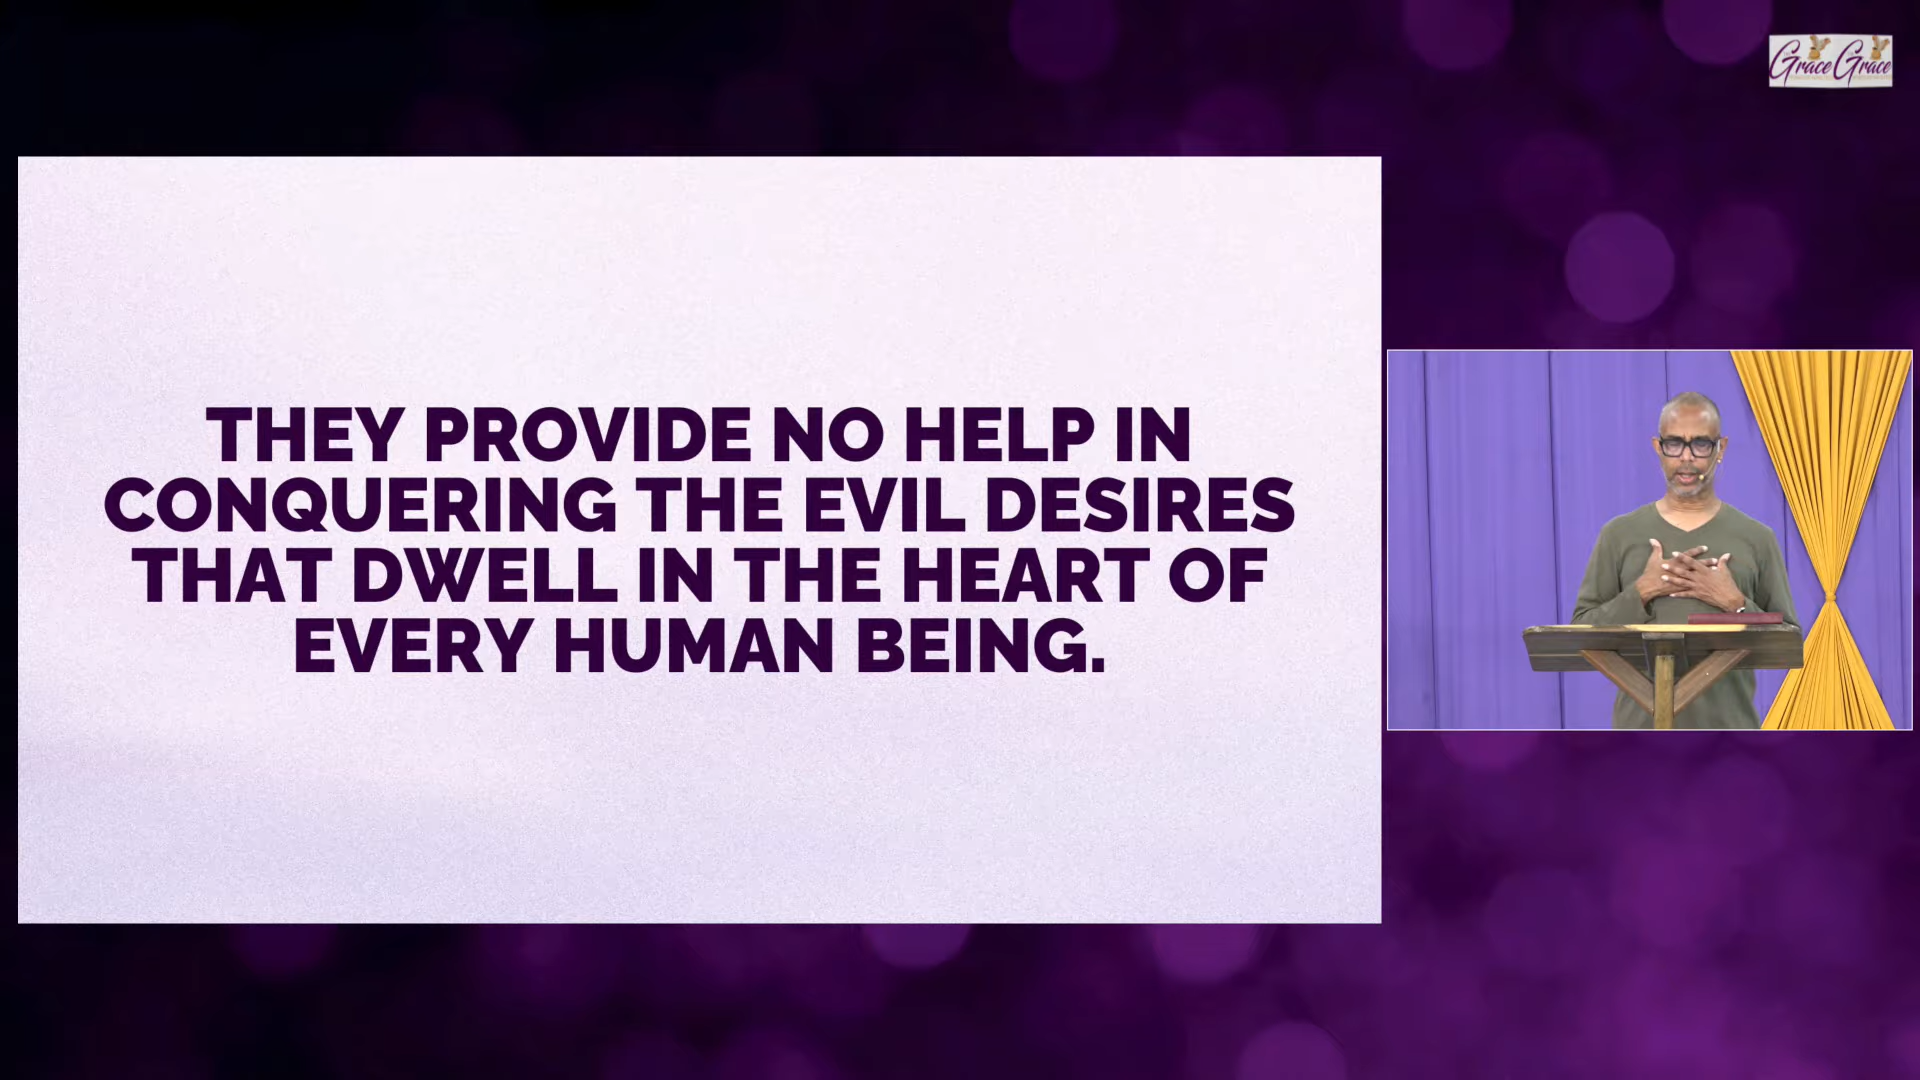 Grace Grace
THEY PROVIDE NO HELP IN
CONQUERING THE EVIL DESIRES
THAT DWELL IN THE HEART OF
EVERY HUMAN BEING.